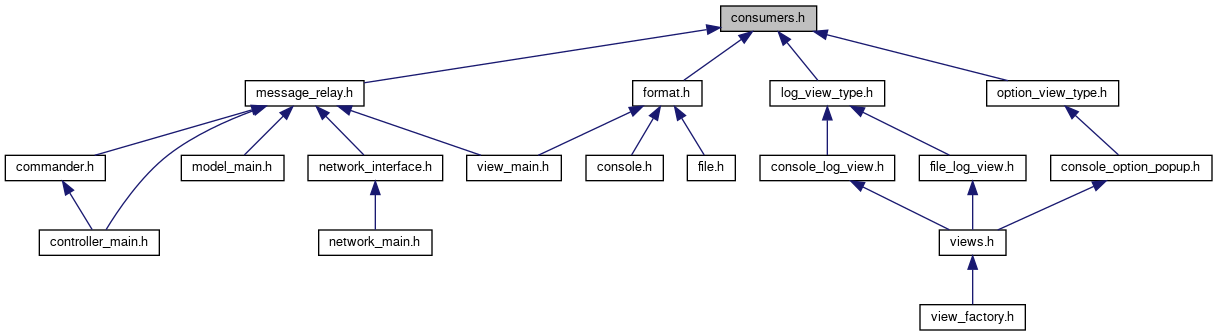 consumers.h
message_relay.h
format.h
log_view_type.h
option_view_type.h
commander.h
model_main.h
network_interface.h
view_main.h
console.h
file.h
console_log_view.h
file_log_view.h
console_option_popup.h
controller_main.h
network_main.h
views.h
view_factory.h